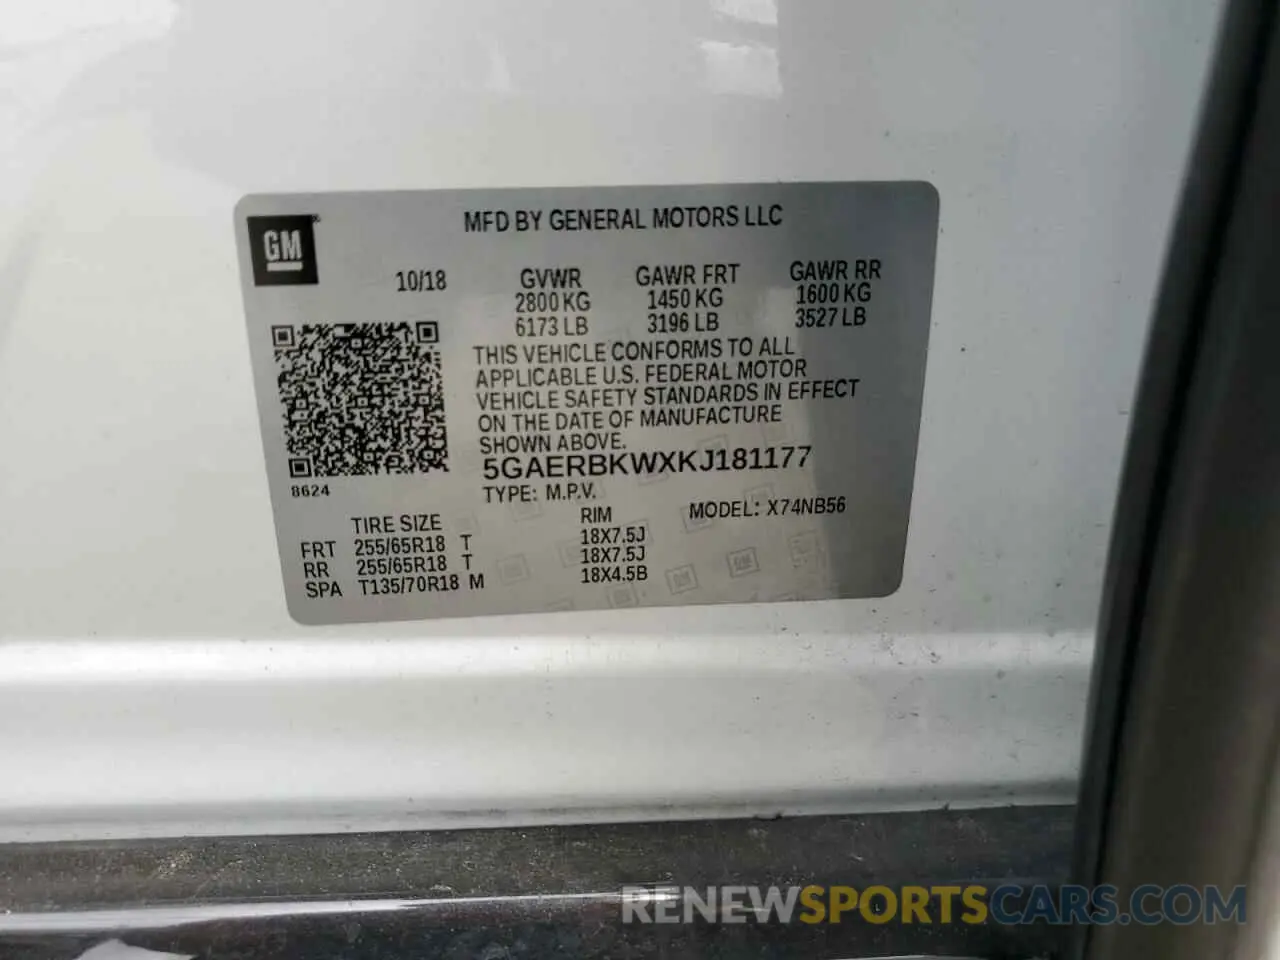 GM ®
MFD BY GENERAL MOTORS LLC
10/18 GVWR GAWR FRT GAWR RR
2800 KG 1450 KG 1600 KG
6173 LB 3196 LB 3527 LB
THIS VEHICLE CONFORMS TO ALL
APPLICABLE U.S. FEDERAL MOTOR
VEHICLE SAFETY STANDARDS IN EFFECT
ON THE DATE OF MANUFACTURE
SHOWN ABOVE.
8624
5GAERBKWXKJ181177
TYPE: M.P.V.
MODEL: X74NB56
TIRE SIZE RIM
FRT 255/65R18 T 18X7.5J
RR 255/65R18 T 18X7.5J
SPA T135/70R18 M 18X4.5B
RENEWSPORTSCARS.COM